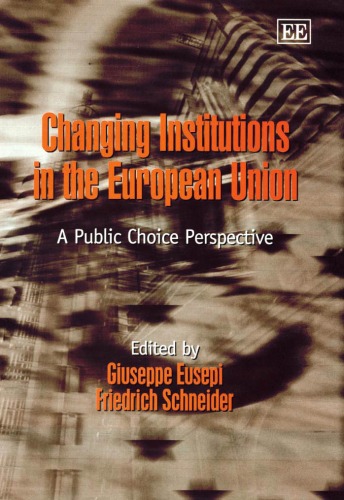 EE
Changing Institutions
in the European Union
A Public Choice Perspective
Edited by
Giuseppe Eusepi
Friedrich Schneider